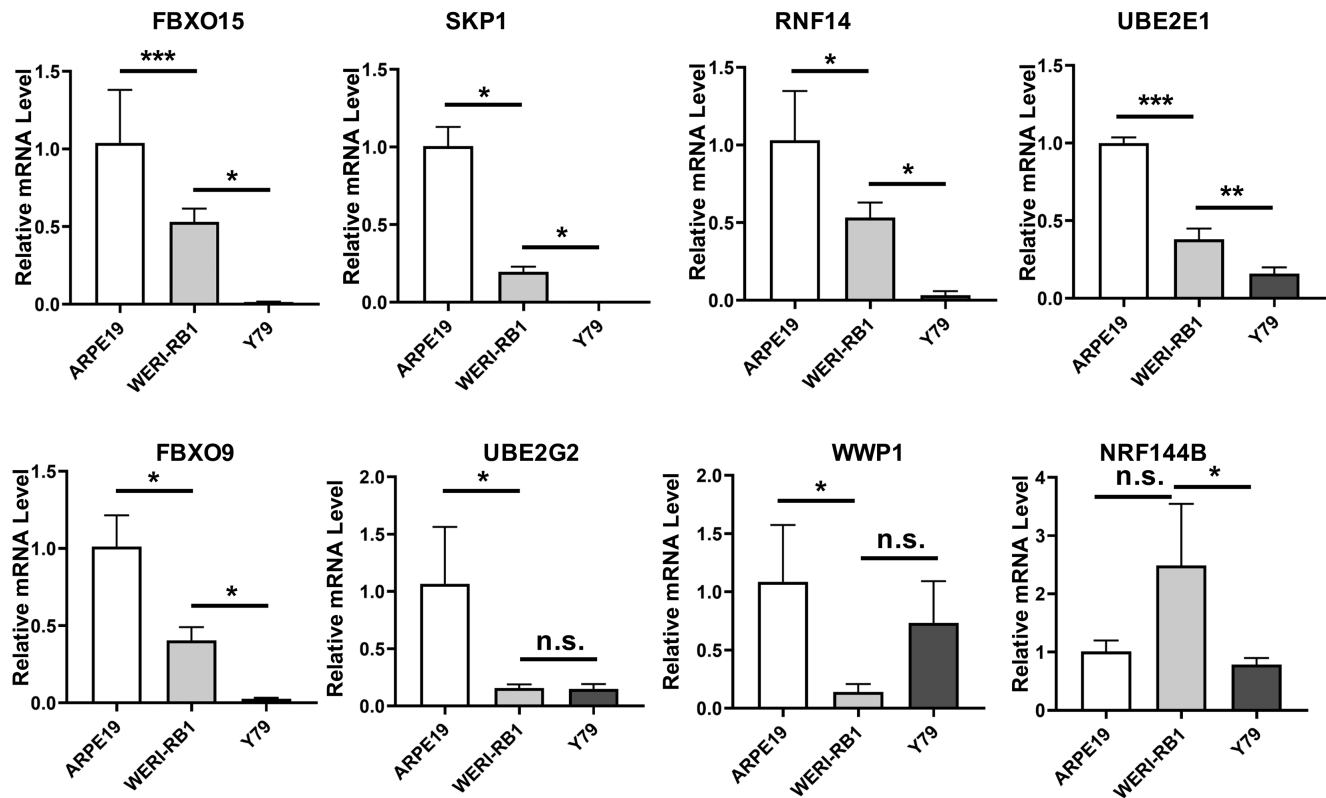 FBXO15
SKP1
RNF14
UBE2E1
Relative mRNA Level
1.5
1.0
0.5
0.0
***
*
ARPE19
WERI-RB1
Y79
Relative mRNA Level
1.5
1.0
0.5
0.0
*
*
ARPE19
WERI-RB1
Y79
Relative mRNA Level
1.5
1.0
0.5
0.0
*
*
ARPE19
WERI-RB1
Y79
Relative mRNA Level
1.5
1.0
0.5
0.0
***
**
ARPE19
WERI-RB1
Y79
FBXO9
UBE2G2
WWP1
NRF144B
Relative mRNA Level
1.5
1.0
0.5
0.0
*
*
ARPE19
WERI-RB1
Y79
Relative mRNA Level
2.0
1.5
1.0
0.5
0.0
*
n.s.
ARPE19
WERI-RB1
Y79
Relative mRNA Level
2.0
1.5
1.0
0.5
0.0
*
n.s.
ARPE19
WERI-RB1
Y79
Relative mRNA Level
4
3
2
1
0
n.s.
*
ARPE19
WERI-RB1
Y79